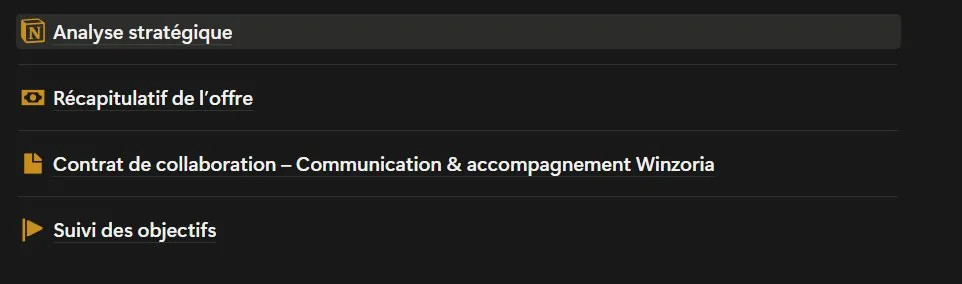 Analyse stratégique
Récapitulatif de l’offre
Contrat de collaboration – Communication & accompagnement Winzoria
Suivi des objectifs